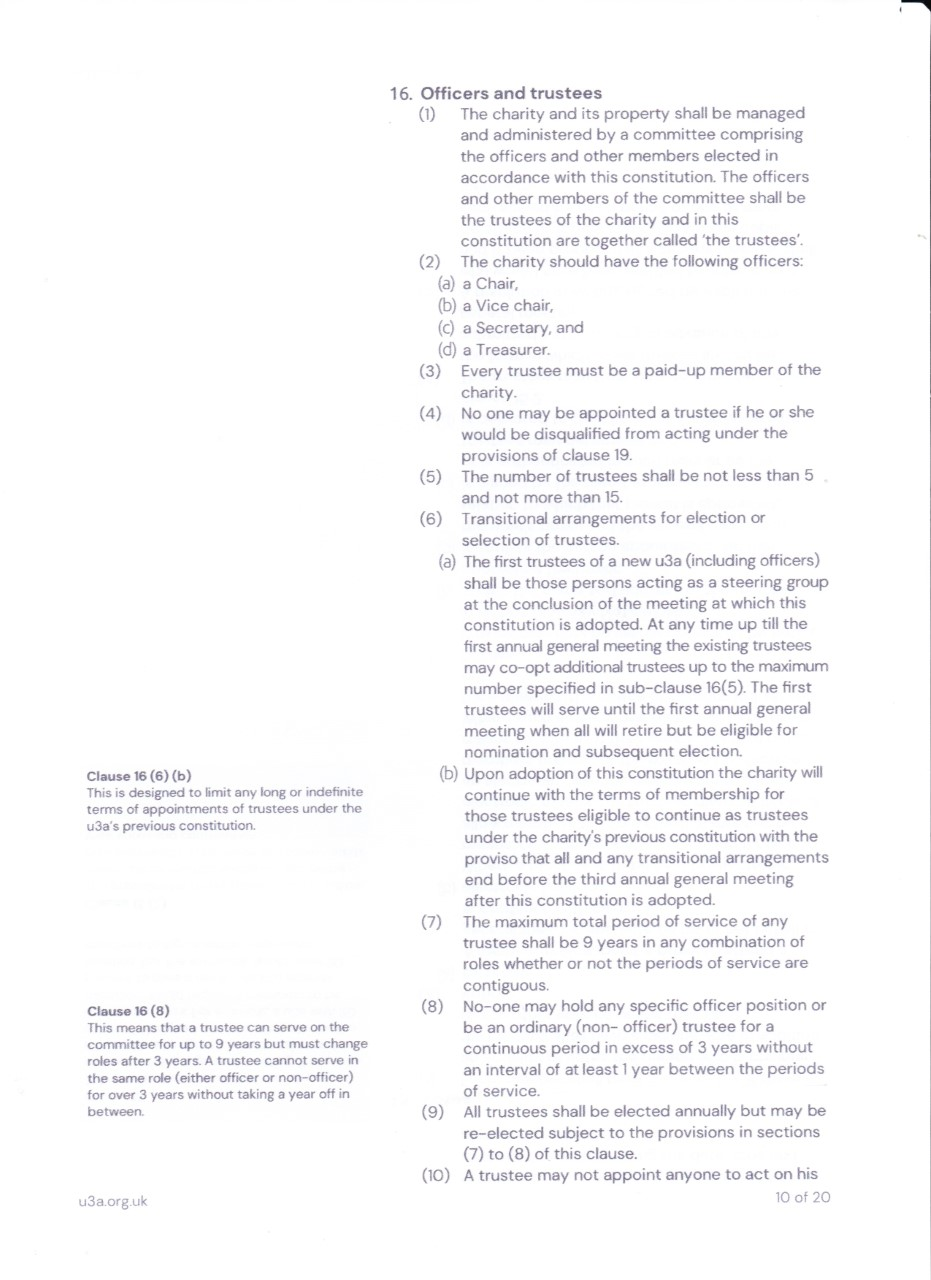 16. Officers and trustees
(1) The charity and its property shall be managed
and administered by a committee comprising
the officers and other members elected in
accordance with this constitution. The officers
and other members of the committee shall be
the trustees of the charity and in this
constitution are together called 'the trustees'.
(2) The charity should have the following officers:
(a) a Chair,
(b) a Vice chair,
(c) a Secretary, and
(d) a Treasurer.
(3) Every trustee must be a paid-up member of the
charity.
(4) No one may be appointed a trustee if he or she
would be disqualified from acting under the
provisions of clause 19.
(5) The number of trustees shall be not less than 5
and not more than 15.
(6) Transitional arrangements for election or
selection of trustees.
(a) The first trustees of a new u3a (including officers)
shall be those persons acting as a steering group
at the conclusion of the meeting at which this
constitution is adopted. At any time up till the
first annual general meeting the existing trustees
may co-opt additional trustees up to the maximum
number specified in sub-clause 16(5). The first
trustees will serve until the first annual general
meeting when all will retire but be eligible for
nomination and subsequent election.
Clause 16 (6) (b)
This is designed to limit any long or indefinite
terms of appointments of trustees under the
u3a's previous constitution.
(b) Upon adoption of this constitution the charity will
continue with the terms of membership for
those trustees eligible to continue as trustees
under the charity's previous constitution with the
proviso that all and any transitional arrangements
end before the third annual general meeting
after this constitution is adopted.
(7) The maximum total period of service of any
trustee shall be 9 years in any combination of
roles whether or not the periods of service are
contiguous.
Clause 16 (8)
This means that a trustee can serve on the
committee for up to 9 years but must change
roles after 3 years. A trustee cannot serve in
the same role (either officer or non-officer)
for over 3 years without taking a year off in
between.
(8) No-one may hold any specific officer position or
be an ordinary (non- officer) trustee for a
continuous period in excess of 3 years without
an interval of at least 1 year between the periods
of service.
(9) All trustees shall be elected annually but may be
re-elected subject to the provisions in sections
(7) to (8) of this clause.
(10) A trustee may not appoint anyone to act on his
u3a.org.uk
10 of 20